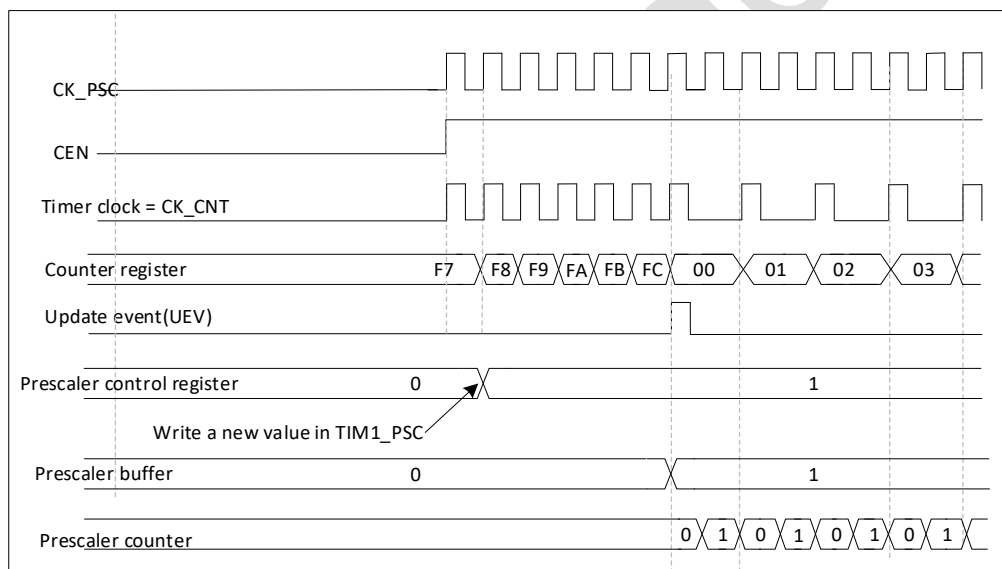 CK_PSC
CEN
Timer clock = CK_CNT
Counter register F7 F8 F9 FA FB FC 00 01 02 03
Update event(UEV)
Prescaler control register 0 1
Write a new value in TIM1_PSC
Prescaler buffer 0 1
Prescaler counter 0 1 0 1 0 1 0 1